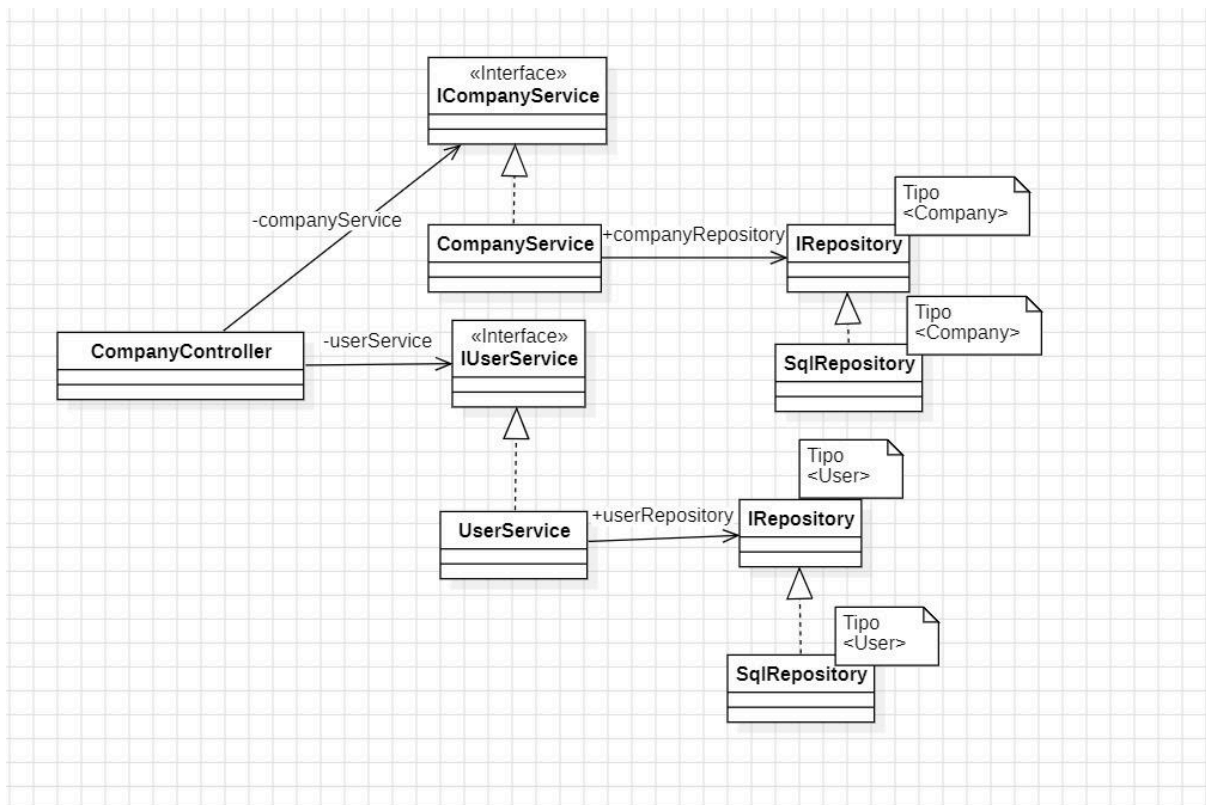 «Interface»
ICompanyService
Tipo
<Company>
-companyService
CompanyService
+companyRepository
IRepository
Tipo
<Company>
«Interface»
IUserService
CompanyController
-userService
SqlRepository
Tipo
<User>
UserService
+userRepository
IRepository
Tipo
<User>
SqlRepository